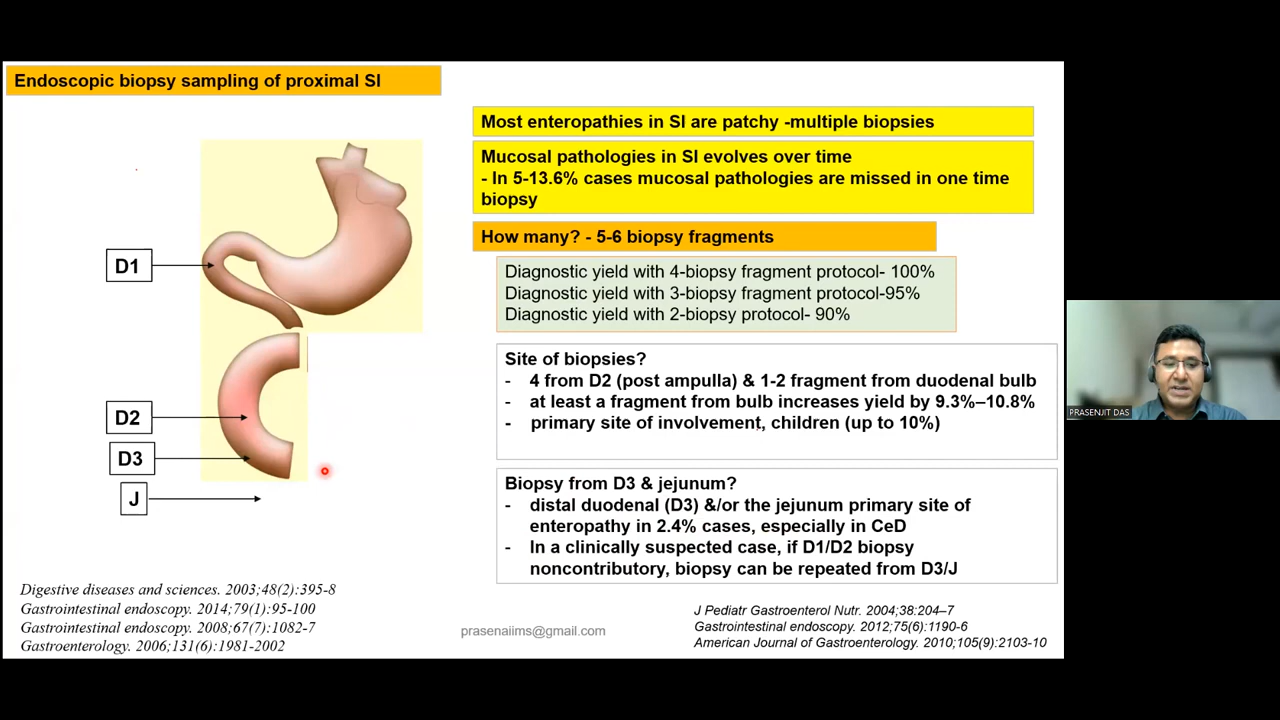 Endoscopic biopsy sampling of proximal SI
Most enteropathies in SI are patchy -multiple biopsies
Mucosal pathologies in SI evolves over time
- In 5-13.6% cases mucosal pathologies are missed in one time
biopsy
How many? - 5-6 biopsy fragments
Diagnostic yield with 4-biopsy fragment protocol- 100%
Diagnostic yield with 3-biopsy fragment protocol-95%
Diagnostic yield with 2-biopsy protocol- 90%
Site of biopsies?
- 4 from D2 (post ampulla) & 1-2 fragment from duodenal bulb
- at least a fragment from bulb increases yield by 9.3%–10.8%
- primary site of involvement, children (up to 10%)
Biopsy from D3 & jejunum?
- distal duodenal (D3) &/or the jejunum primary site of
enteropathy in 2.4% cases, especially in CeD
- In a clinically suspected case, if D1/D2 biopsy
noncontributory, biopsy can be repeated from D3/J
D1
D2
D3
J
Digestive diseases and sciences. 2003;48(2):395-8
Gastrointestinal endoscopy. 2014;79(1):95-100
Gastrointestinal endoscopy. 2008;67(7):1082-7
Gastroenterology. 2006;131(6):1981-2002
prasenaiims@gmail.com
J Pediatr Gastroenterol Nutr. 2004;38:204–7
Gastrointestinal endoscopy. 2012;75(6):1190-6
American Journal of Gastroenterology. 2010;105(9):2103-10
PRASENJIT DAS